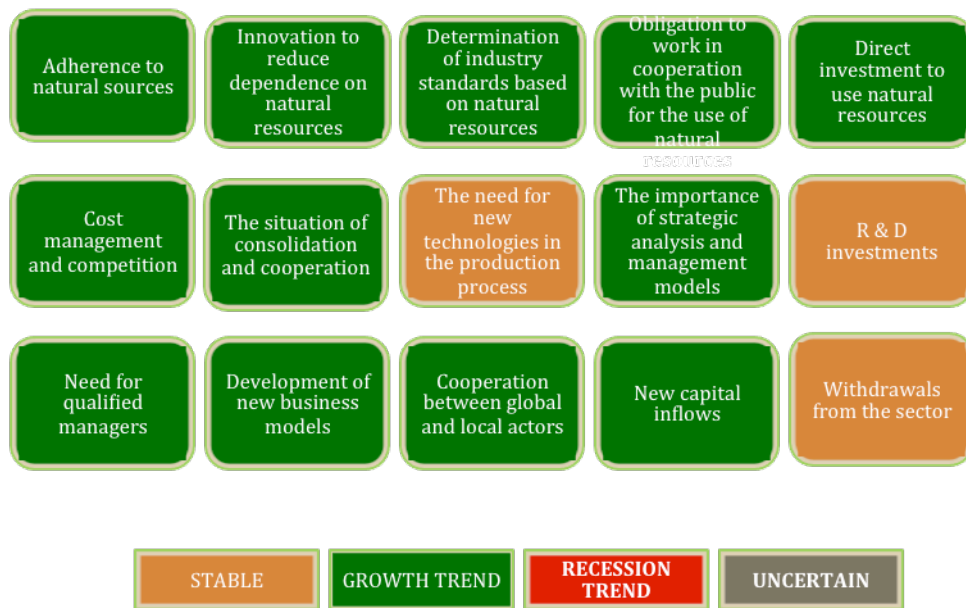 Adherence to
natural sources
Innovation to
reduce
dependence on
natural
resources
Determination
of industry
standards based
on natural
resources
Obligation to
work in
cooperation
with the public
for the use of
natural
resources
Direct
investment to
use natural
resources
Cost
management
and competition
The situation of
consolidation
and cooperation
The need for
new
technologies in
the production
process
The importance
of strategic
analysis and
management
models
R & D
investments
Need for
qualified
managers
Development of
new business
models
Cooperation
between global
and local actors
New capital
inflows
Withdrawals
from the sector
STABLE
GROWTH TREND
RECESSION
TREND
UNCERTAIN